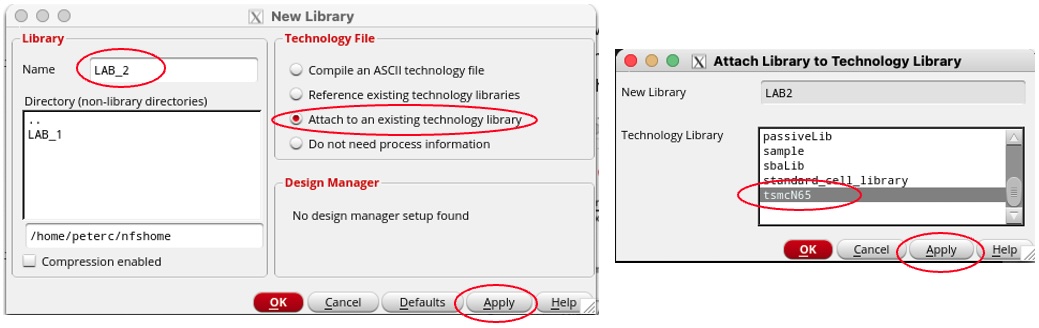 New Library
Library
Name LAB_2
Directory (non-library directories)
..
LAB_1
/home/peterc/nfshome
Compression enabled
Technology File
Compile an ASCII technology file
Reference existing technology libraries
Attach to an existing technology library
Do not need process information
Design Manager
No design manager setup found
OK Cancel Defaults Apply Help
Attach Library to Technology Library
New Library LAB2
Technology Library
passiveLib
sample
sbaLib
standard_cell_library
tsmcN65
OK Cancel Apply Help